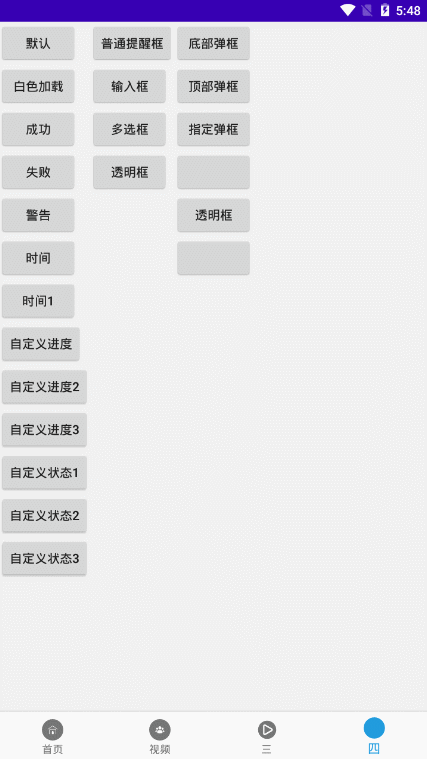 5:48
默认
普通提醒框
底部弹框
白色加载
输入框
顶部弹框
成功
多选框
指定弹框
失败
透明框
警告
透明框
时间
时间1
自定义进度
自定义进度2
自定义进度3
自定义状态1
自定义状态2
自定义状态3
首页
视频
三
四